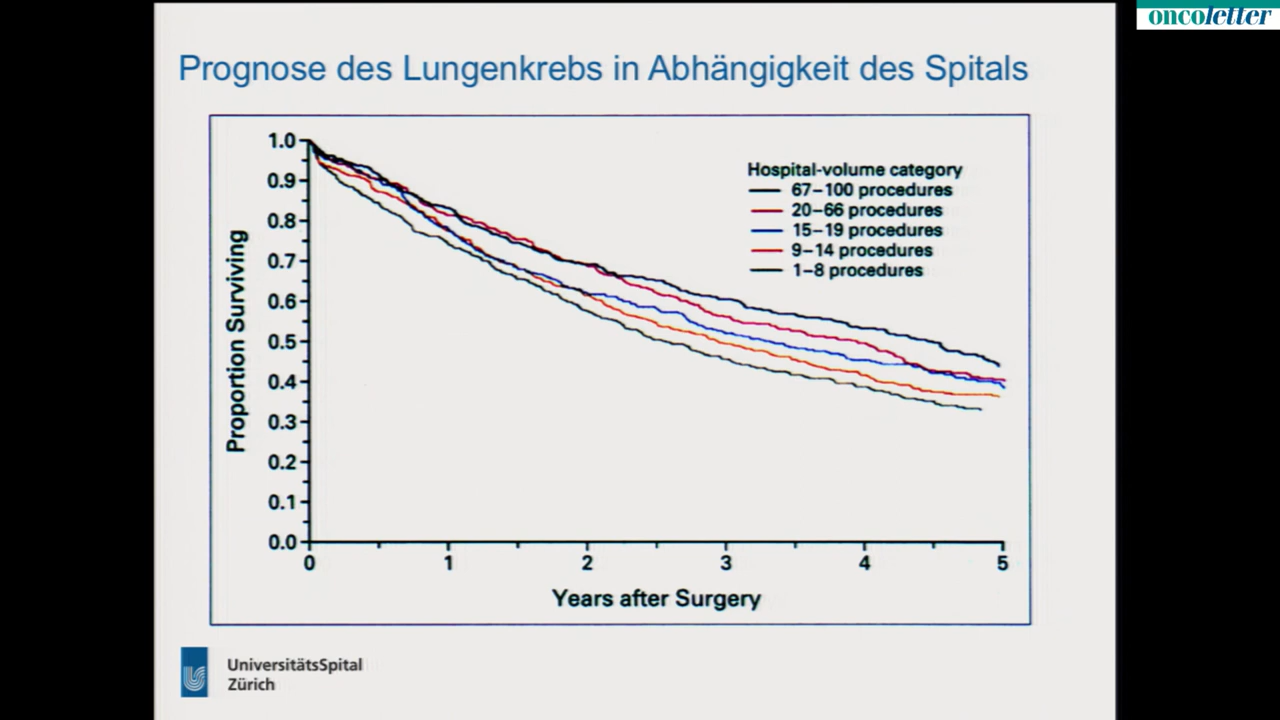 oncoletter
Prognose des Lungenkrebs in Abhängigkeit des Spitals
Hospital-volume category
67–100 procedures
20–66 procedures
15–19 procedures
9–14 procedures
1–8 procedures
Proportion Surviving
1.0
0.9
0.8
0.7
0.6
0.5
0.4
0.3
0.2
0.1
0.0
0 1 2 3 4 5
Years after Surgery
UniversitätsSpital
Zürich